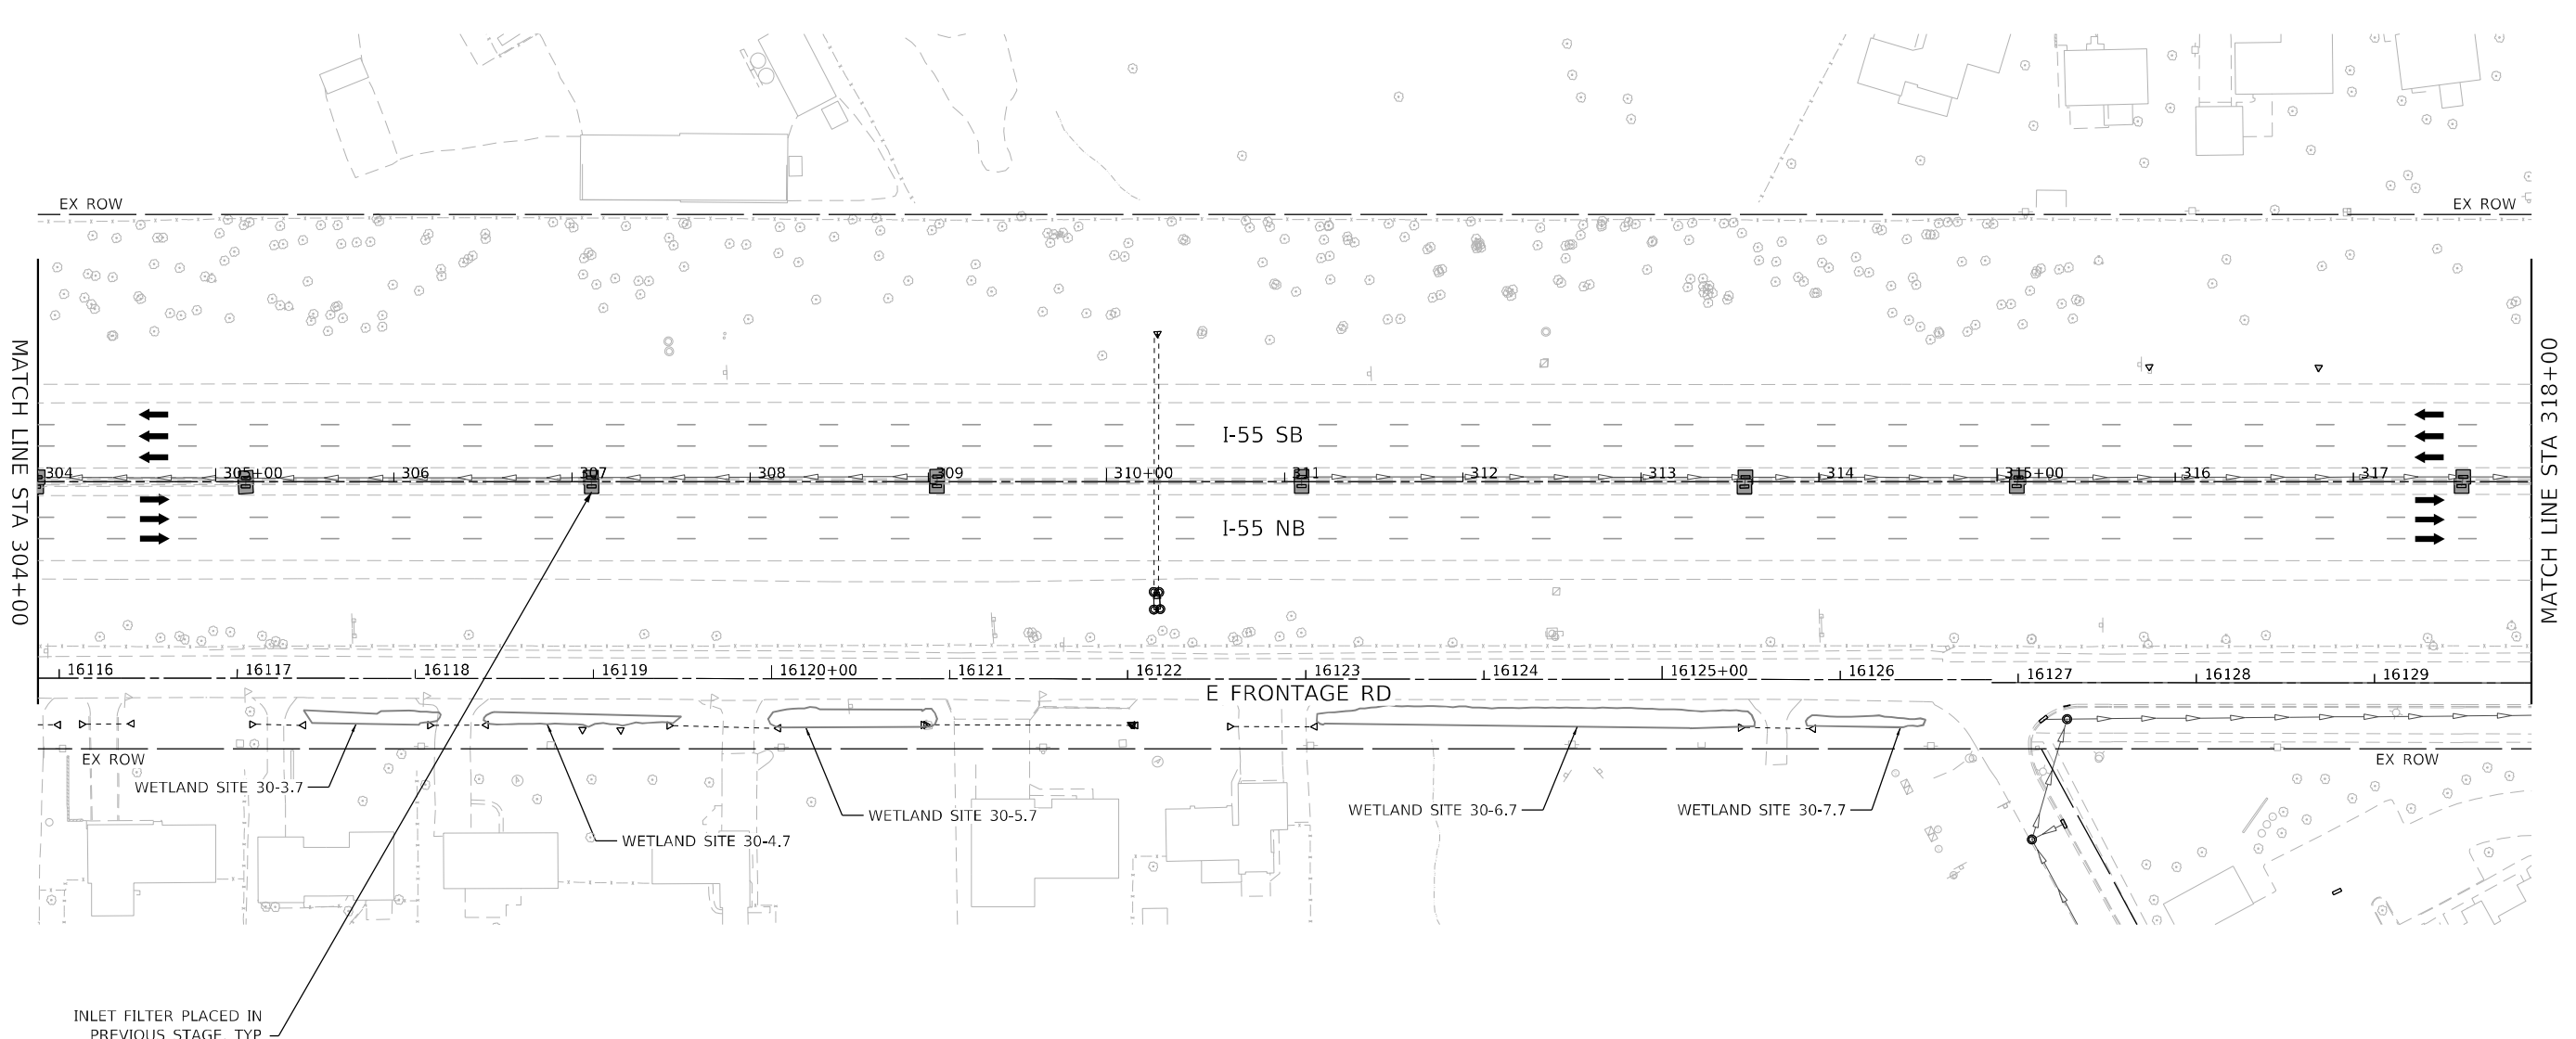 EX ROW
EX ROW
MATCH LINE STA 304+00
MATCH LINE STA 318+00
I-55 SB
304
305+00
306
307
308
309
310+00
311
312
313
314
315+00
316
317
I-55 NB
16116
16117
16118
16119
16120+00
16121
16122
16123
16124
16125+00
16126
16127
16128
16129
E FRONTAGE RD
EX ROW
EX ROW
WETLAND SITE 30-3.7
WETLAND SITE 30-4.7
WETLAND SITE 30-5.7
WETLAND SITE 30-6.7
WETLAND SITE 30-7.7
INLET FILTER PLACED IN
PREVIOUS STAGE, TYP